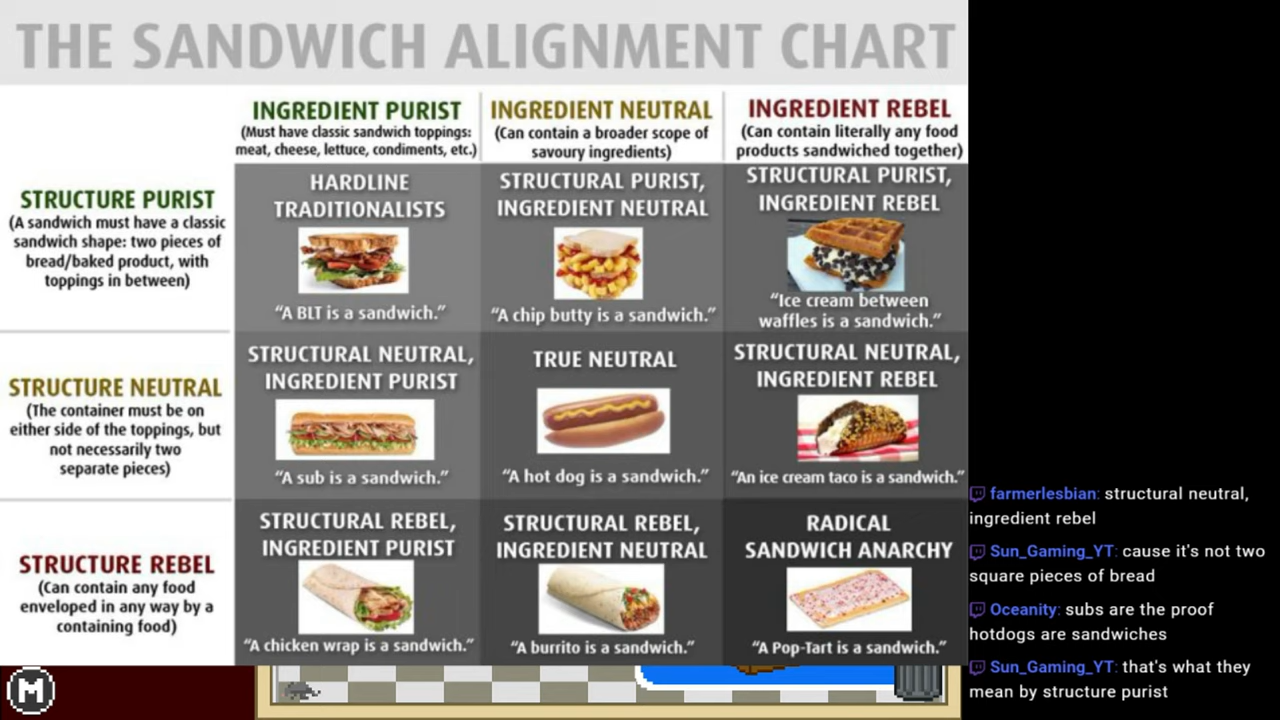 THE SANDWICH ALIGNMENT CHART
INGREDIENT PURIST
(Must have classic sandwich toppings:
meat, cheese, lettuce, condiments, etc.)
INGREDIENT NEUTRAL
(Can contain a broader scope of
savoury ingredients)
INGREDIENT REBEL
(Can contain literally any food
products sandwiched together)
STRUCTURE PURIST
(A sandwich must have a classic
sandwich shape: two pieces of
bread/baked product, with
toppings in between)
HARDLINE
TRADITIONALISTS
“A BLT is a sandwich.”
STRUCTURAL PURIST,
INGREDIENT NEUTRAL
“A chip butty is a sandwich.”
STRUCTURAL PURIST,
INGREDIENT REBEL
“Ice cream between
waffles is a sandwich.”
STRUCTURE NEUTRAL
(The container must be on
either side of the toppings, but
not necessarily two
separate pieces)
STRUCTURAL NEUTRAL,
INGREDIENT PURIST
“A sub is a sandwich.”
TRUE NEUTRAL
“A hot dog is a sandwich.”
STRUCTURAL NEUTRAL,
INGREDIENT REBEL
“An ice cream taco is a sandwich.”
STRUCTURE REBEL
(Can contain any food
enveloped in any way by a
containing food)
STRUCTURAL REBEL,
INGREDIENT PURIST
“A chicken wrap is a sandwich.”
STRUCTURAL REBEL,
INGREDIENT NEUTRAL
“A burrito is a sandwich.”
RADICAL
SANDWICH ANARCHY
“A Pop-Tart is a sandwich.”
farmerlesbian: structural neutral,
ingredient rebel
Sun_Gaming_YT: cause it's not two
square pieces of bread
Oceanity: subs are the proof
hotdogs are sandwiches
Sun_Gaming_YT: that's what they
mean by structure purist
M